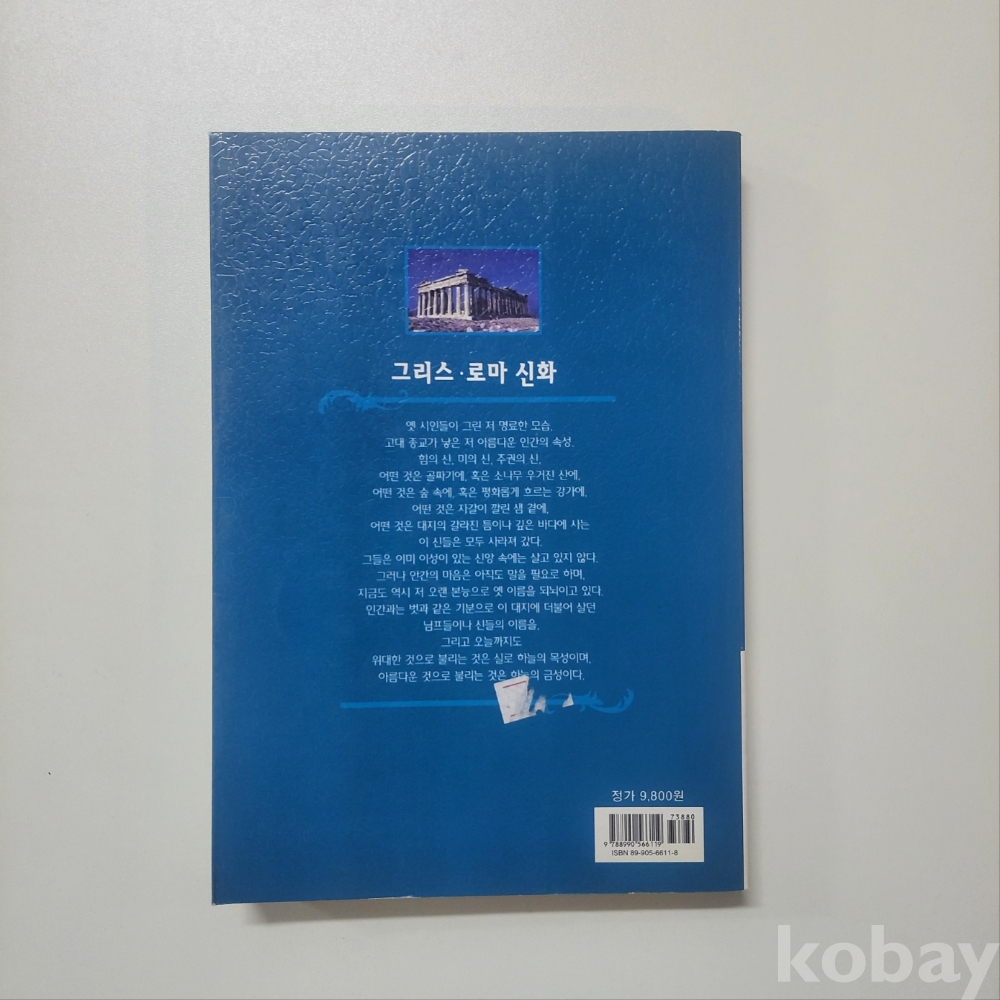 그리스·로마 신화
옛 시인들이 그린 저 명료한 모습,
고대 종교가 낳은 저 아름다운 인간의 속성,
힘의 신, 미의 신, 주권의 신,
어떤 것은 골짜기에, 혹은 소나무 우거진 산에,
어떤 것은 숲 속에, 혹은 평화롭게 흐르는 강가에,
어떤 것은 자갈이 깔린 샘 곁에,
어떤 것은 대지의 갈라진 틈이나 깊은 바다에 사는
이 신들은 모두 사라져 갔다.
그들은 이미 이성이 있는 신앙 속에는 살고 있지 않다.
그러나 안간의 마음은 아직도 말을 필요로 하며,
지금도 역시 저 오랜 본능으로 옛 이름을 되뇌이고 있다.
인간과는 벗과 같은 기분으로 이 대지에 더불어 살던
님프들이나 신들의 이름을,
그리고 오늘까지도
위대한 것으로 불리는 것은 실로 하늘의 목성이며,
아름다운 것으로 불리는 것은 하늘의 금성이다.
정가 9,800원
73880
9 788990 566119
ISBN 89-905-6611-8
kobay